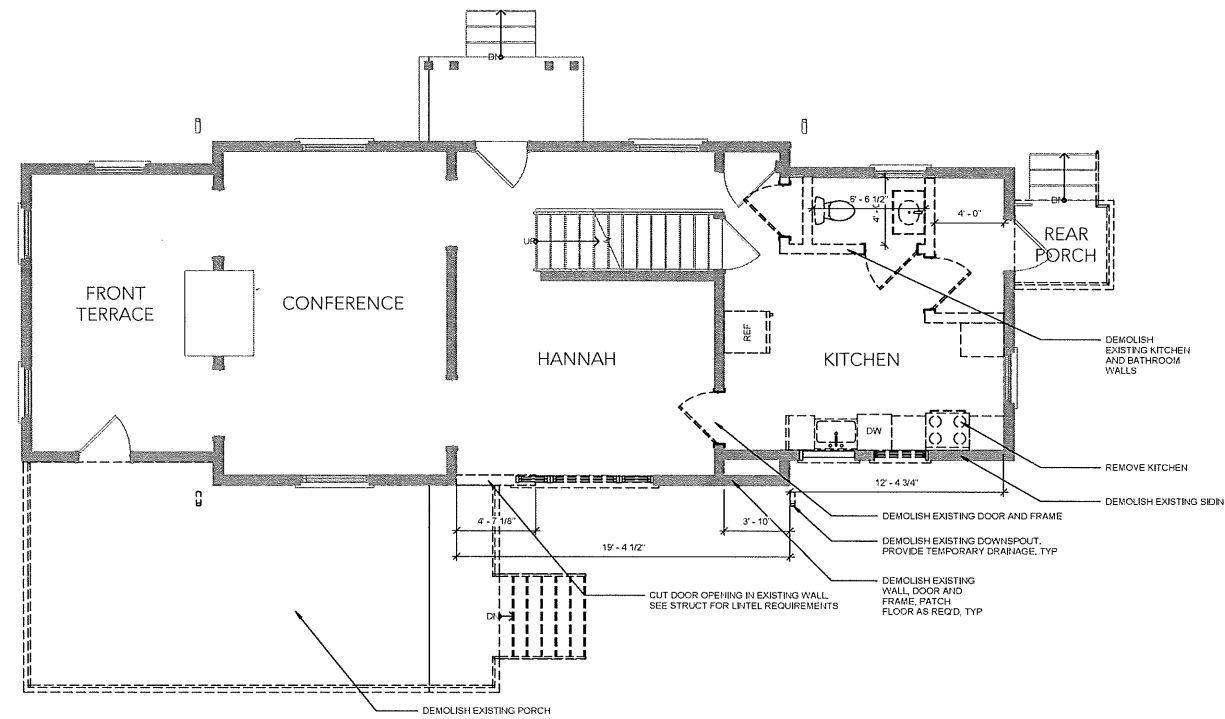 DN
6' - 6 1/2"
4' - 0"
DN
REAR
PORCH
UP
FRONT
TERRACE
CONFERENCE
REF
HANNAH
KITCHEN
DEMOLISH
EXISTING KITCHEN
AND BATHROOM
WALLS
DW
REMOVE KITCHEN
12' - 4 3/4"
DEMOLISH EXISTING SIDIN
4' - 7 1/8"
3' - 10"
DEMOLISH EXISTING DOOR AND FRAME
19' - 4 1/2"
DEMOLISH EXISTING DOWNSPOUT.
PROVIDE TEMPORARY DRAINAGE, TYP
DEMOLISH EXISTING
WALL, DOOR AND
FRAME, PATCH
FLOOR AS REQ'D, TYP
CUT DOOR OPENING IN EXISTING WALL,
SEE STRUCT FOR LINTEL REQUIREMENTS
DN
DEMOLISH EXISTING PORCH